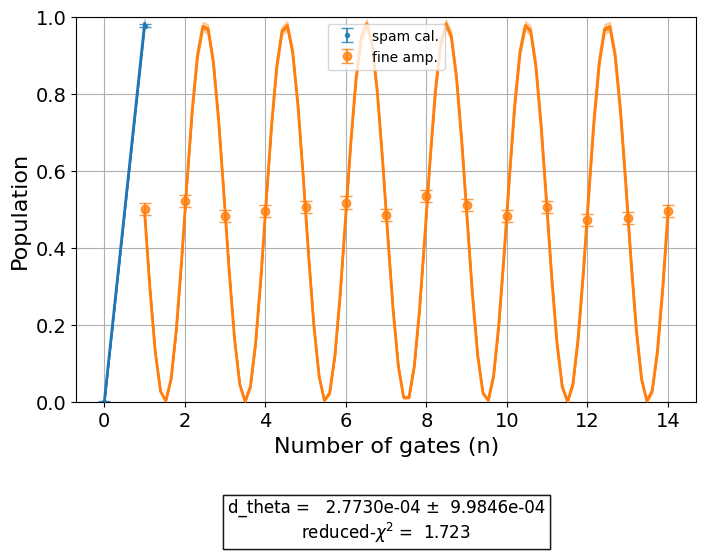 1.0
0.8
0.6
0.4
0.2
0.0
Population
spam cal.
fine amp.
0 2 4 6 8 10 12 14
Number of gates (n)
d_theta = 2.7730e-04 ± 9.9846e-04
reduced-χ² = 1.723